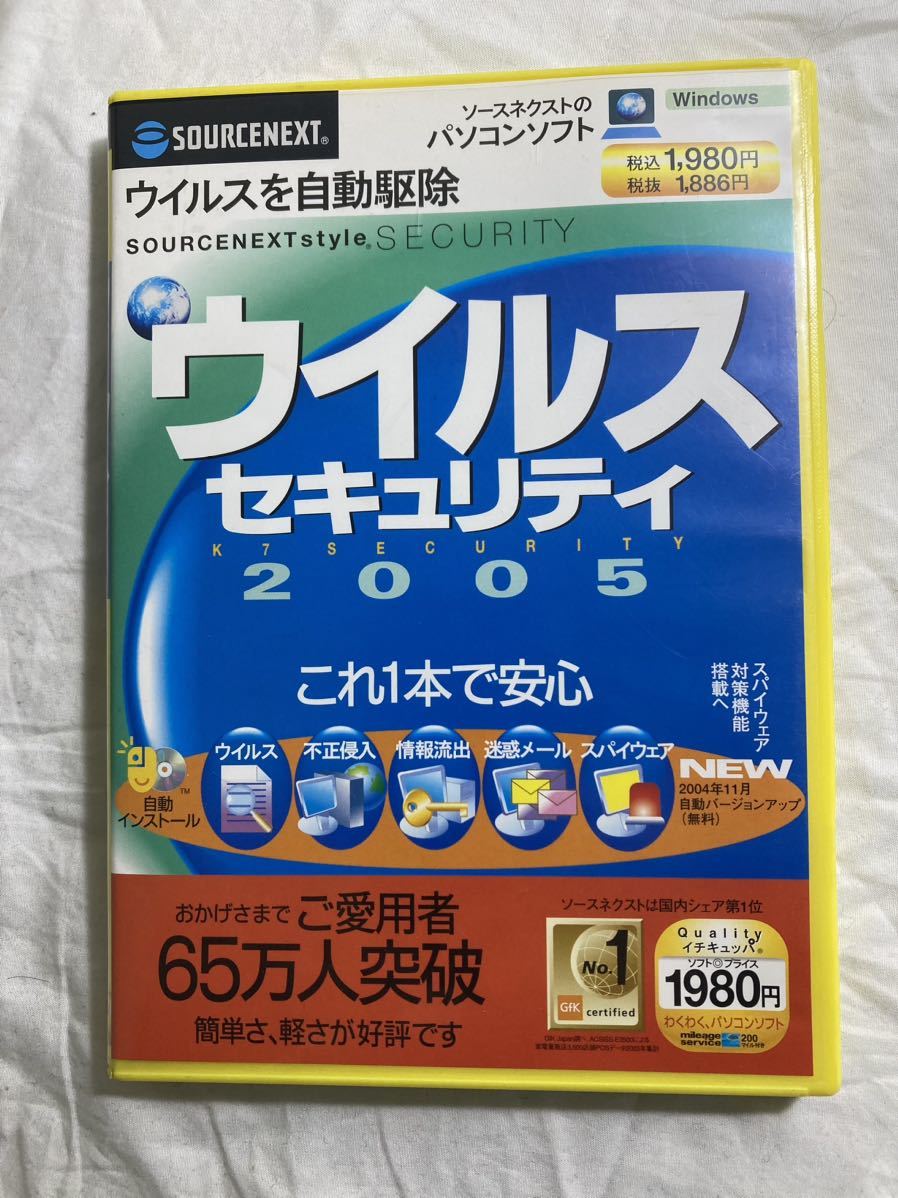 SOURCENEXT®
ソースネクストの
パソコンソフト
Windows
税込1,980円
税抜1,886円
ウイルスを自動駆除
SOURCENEXTstyle® SECURITY
ウイルス
セキュリティ
K7 SECURITY
2005
これ1本で安心
スパイウェア
対策機能
搭載へ
NEW
2004年11月
自動バージョンアップ
(無料)
自動
インストール
TM
ウイルス
不正侵入
情報流出
迷惑メール
スパイウェア
おかげさまで ご愛用者
65万人突破
簡単さ、軽さが好評です
ソースネクストは国内シェア第1位
No.1
GfK certified
Quality
イチキュッパ®
ソフト◎プライス
1980円
わくわく、パソコンソフト
mileage
service
200
マイル付き